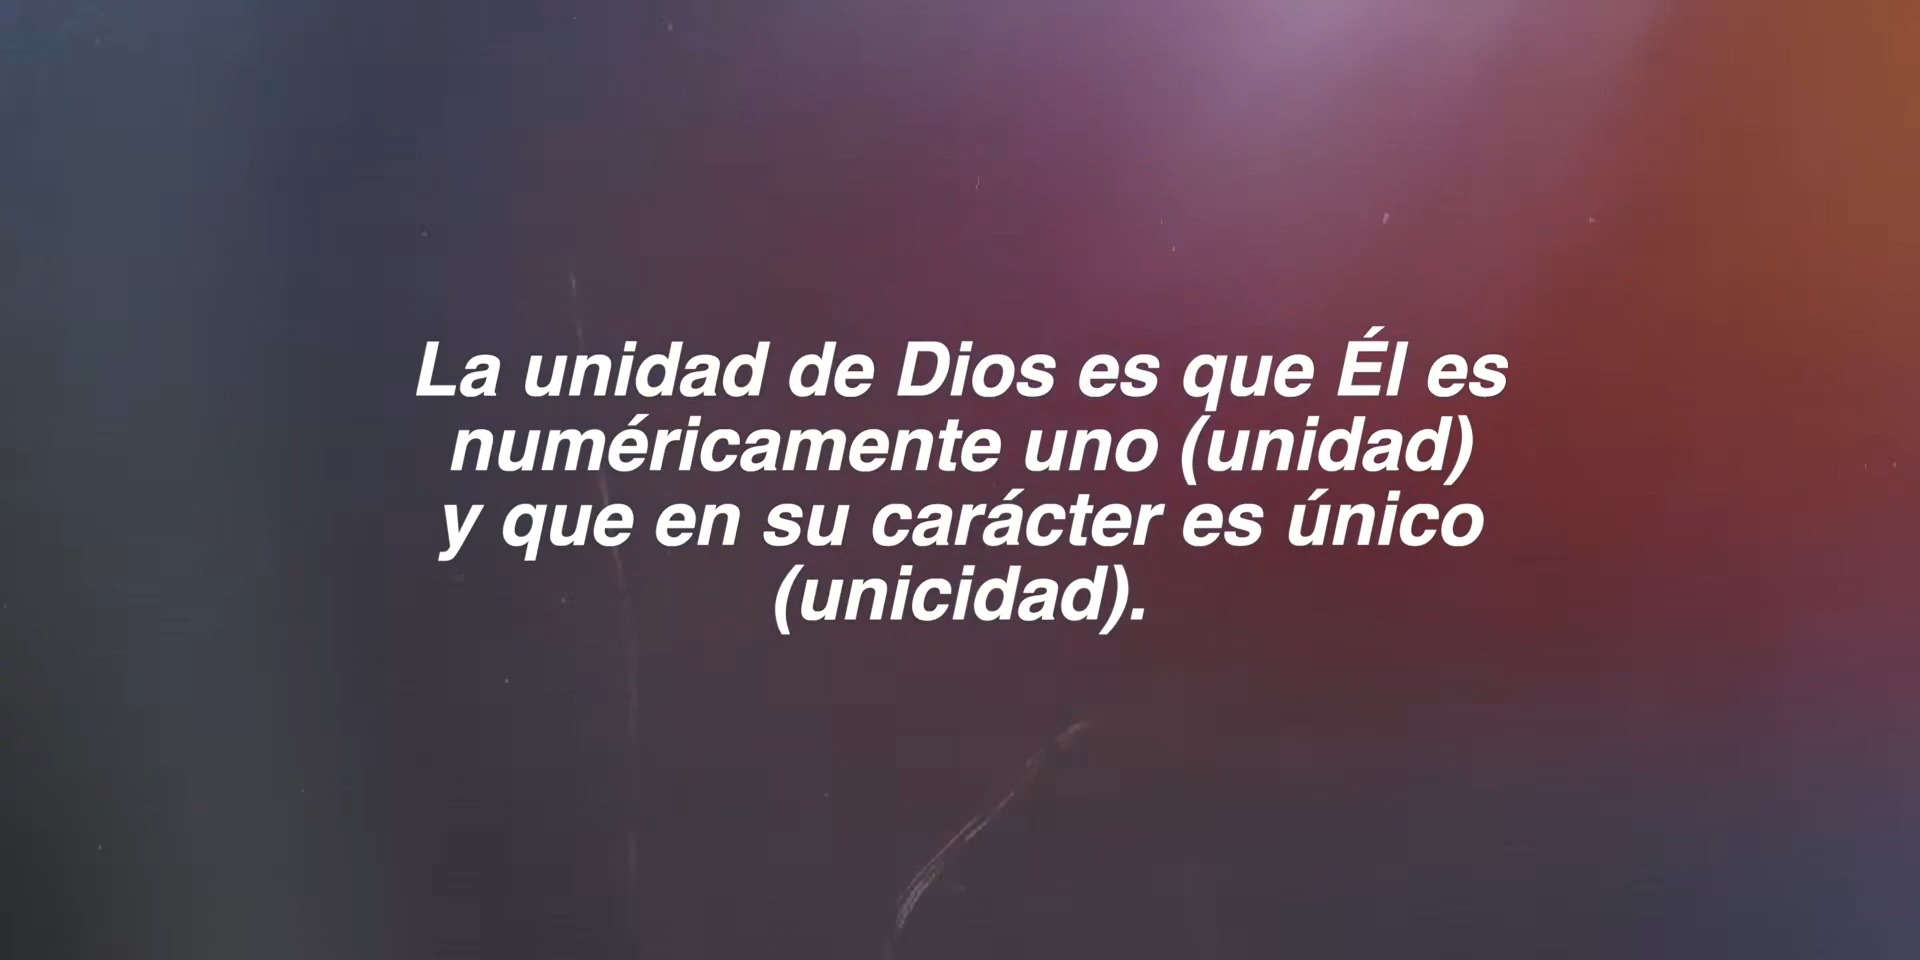 La unidad de Dios es que Él es
numéricamente uno (unidad)
y que en su carácter es único
(unicidad).